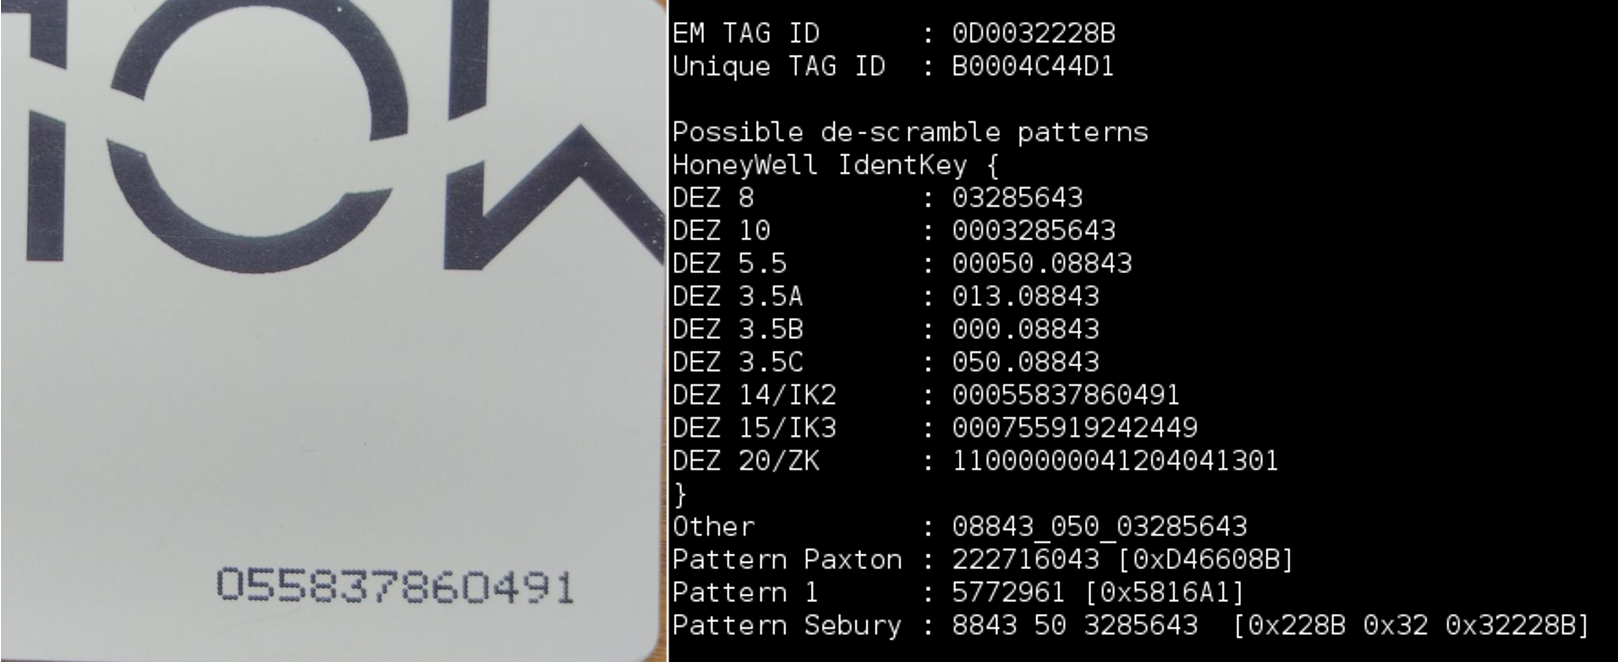 055837860491
EM TAG ID : 0D0032228B
Unique TAG ID : B0004C44D1
Possible de-scramble patterns
HoneyWell IdentKey {
DEZ 8 : 03285643
DEZ 10 : 0003285643
DEZ 5.5 : 00050.08843
DEZ 3.5A : 013.08843
DEZ 3.5B : 000.08843
DEZ 3.5C : 050.08843
DEZ 14/IK2 : 00055837860491
DEZ 15/IK3 : 000755919242449
DEZ 20/ZK : 11000000041204041301
}
Other : 08843_050_03285643
Pattern Paxton : 222716043 [0xD46608B]
Pattern 1 : 5772961 [0x5816A1]
Pattern Sebury : 8843 50 3285643 [0x228B 0x32 0x32228B]